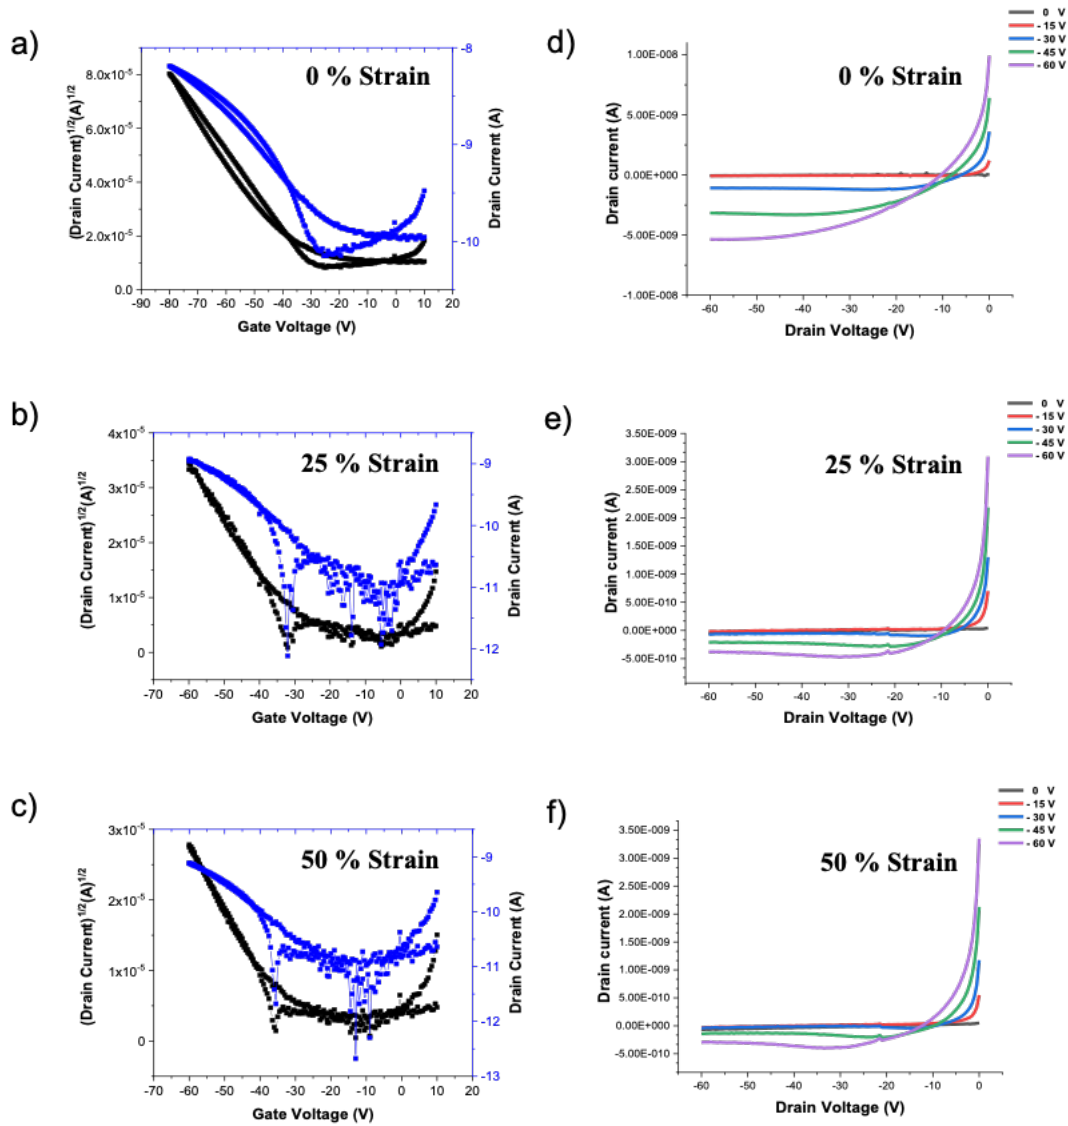 a)
0 % Strain
(Drain Current)^1/2(A)^1/2
8.0x10^-5
6.0x10^-5
4.0x10^-5
2.0x10^-5
0.0
-8
-9
-10
Drain Current (A)
-90 -80 -70 -60 -50 -40 -30 -20 -10 0 10 20
Gate Voltage (V)
d)
0 % Strain
0 V
- 15 V
- 30 V
- 45 V
- 60 V
Drain current (A)
1.00E-008
5.00E-009
0.00E+000
-5.00E-009
-1.00E-008
-60 -50 -40 -30 -20 -10 0
Drain Voltage (V)
b)
25 % Strain
(Drain Current)^1/2(A)^1/2
4x10^-5
3x10^-5
2x10^-5
1x10^-5
0
-9
-10
-11
-12
Drain Current (A)
-70 -60 -50 -40 -30 -20 -10 0 10 20
Gate Voltage (V)
e)
25 % Strain
0 V
- 15 V
- 30 V
- 45 V
- 60 V
Drain current (A)
3.50E-009
3.00E-009
2.50E-009
2.00E-009
1.50E-009
1.00E-009
5.00E-010
0.00E+000
-5.00E-010
-60 -50 -40 -30 -20 -10 0
Drain Voltage (V)
c)
50 % Strain
(Drain Current)^1/2(A)^1/2
3x10^-5
2x10^-5
1x10^-5
0
-9
-10
-11
-12
-13
Drain Current (A)
-70 -60 -50 -40 -30 -20 -10 0 10 20
Gate Voltage (V)
f)
50 % Strain
0 V
- 15 V
- 30 V
- 45 V
- 60 V
Drain current (A)
3.50E-009
3.00E-009
2.50E-009
2.00E-009
1.50E-009
1.00E-009
5.00E-010
0.00E+000
-5.00E-010
-60 -50 -40 -30 -20 -10 0
Drain Voltage (V)